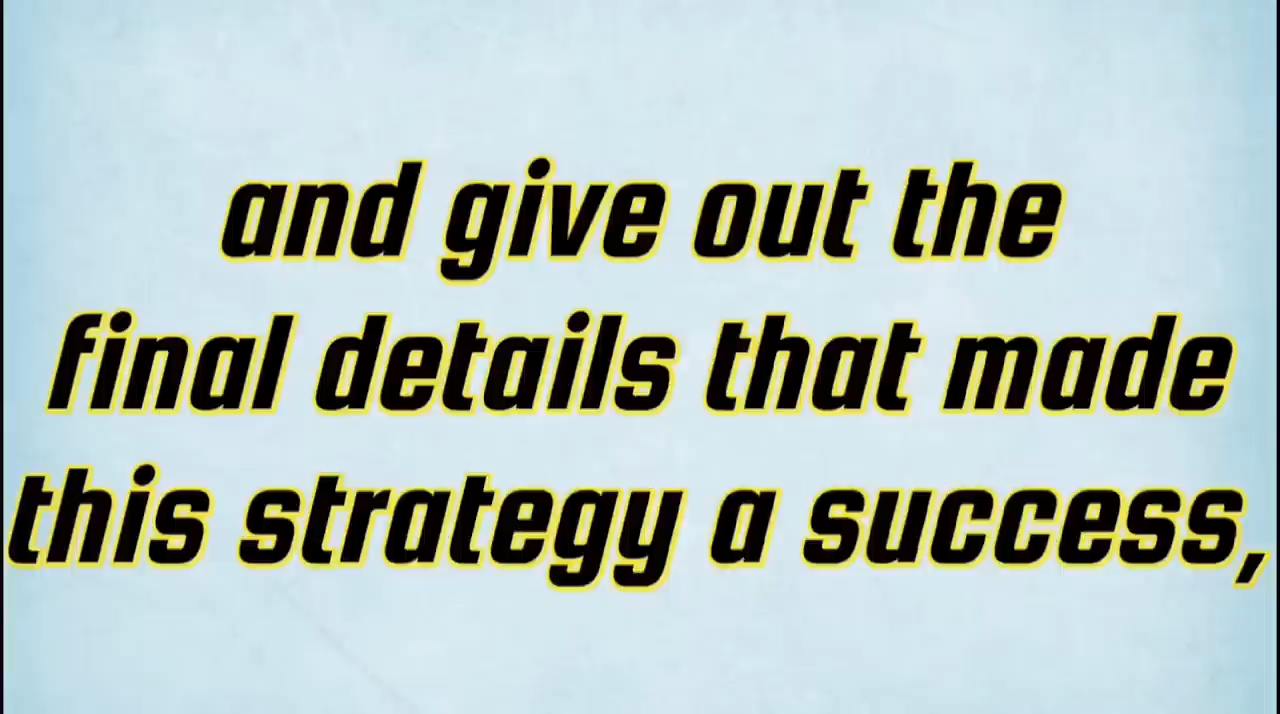 and give out the
final details that made
this strategy a success,